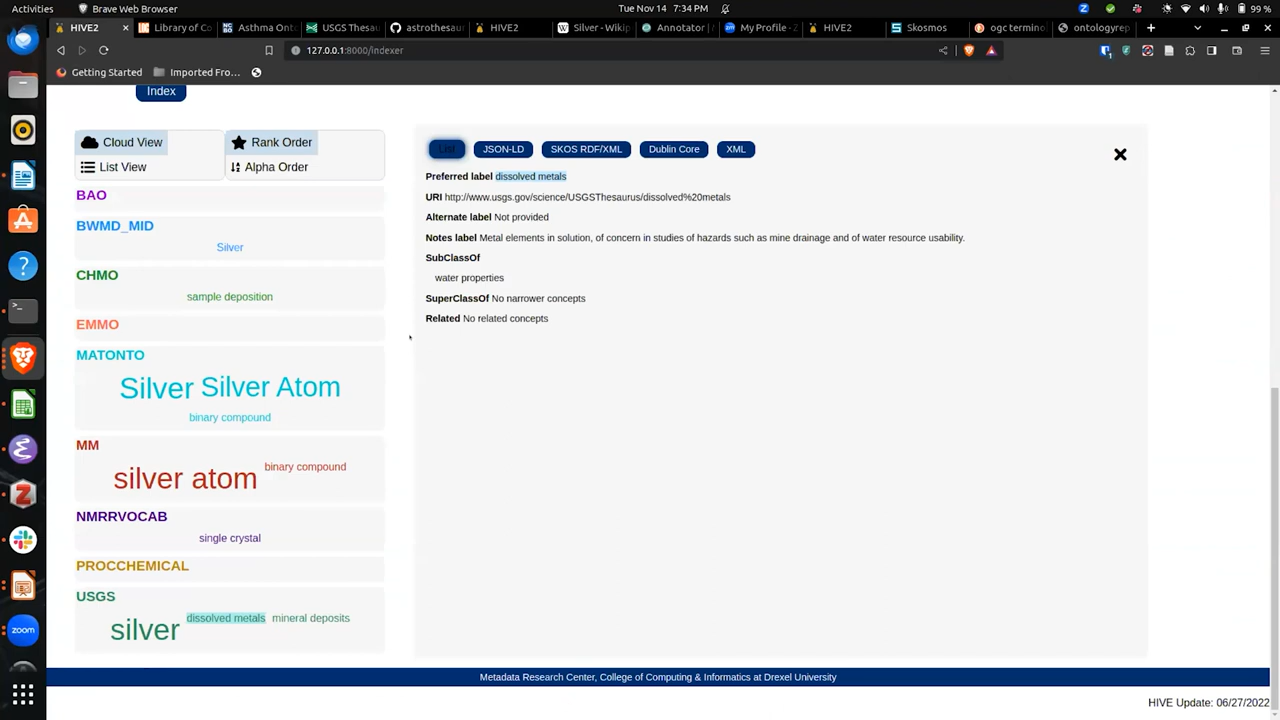 Activities
Brave Web Browser
Tue Nov 14 7:34 PM
99 %
HIVE2
Library of Co
Asthma Ont
USGS Thesau
astrothesau
HIVE2
Silver - Wikip
Annotator |
My Profile - Z
HIVE2
Skosmos
ogc termino
ontologyrep
127.0.0.1:8000/indexer
Getting Started
Imported Fro...
Index
Cloud View
Rank Order
List View
Alpha Order
BAO
BWMD_MID
Silver
CHMO
sample deposition
EMMO
MATONTO
Silver Silver Atom
binary compound
MM
silver atom binary compound
NMRRVOCAB
single crystal
PROCCHEMICAL
USGS
silver dissolved metals mineral deposits
List
JSON-LD
SKOS RDF/XML
Dublin Core
XML
Preferred label dissolved metals
URI http://www.usgs.gov/science/USGSThesaurus/dissolved%20metals
Alternate label Not provided
Notes label Metal elements in solution, of concern in studies of hazards such as mine drainage and of water resource usability.
SubClassOf
water properties
SuperClassOf No narrower concepts
Related No related concepts
Metadata Research Center, College of Computing & Informatics at Drexel University
HIVE Update: 06/27/2022
zoom